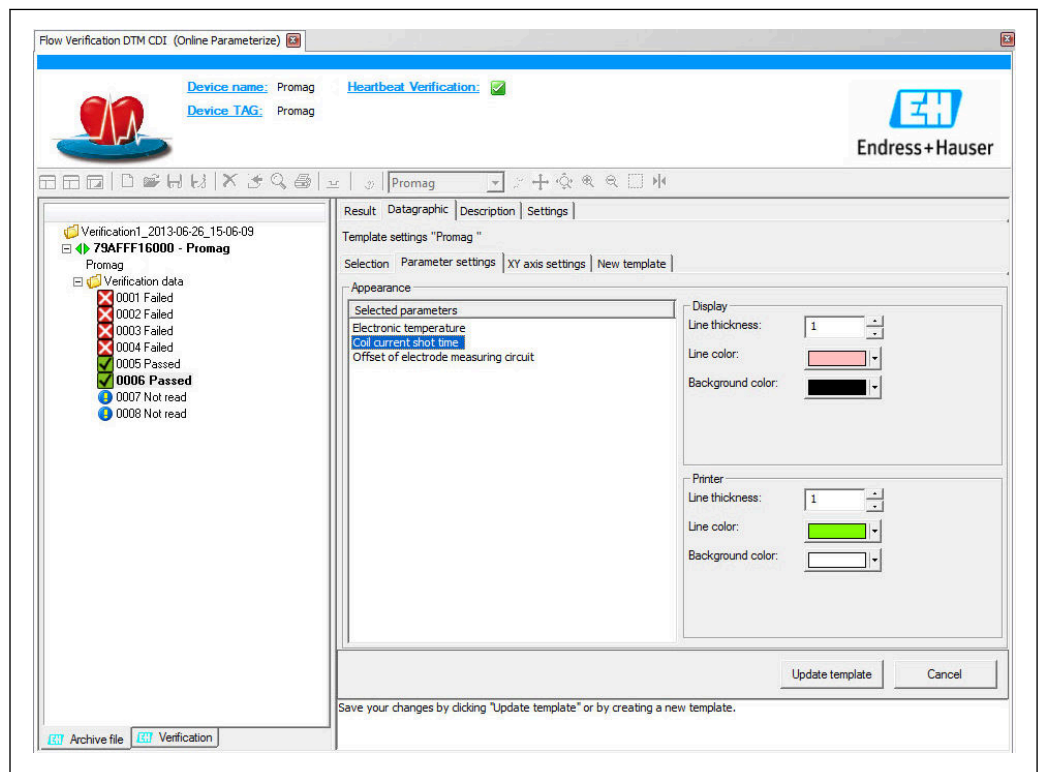 Flow Verification DTM CDI (Online Parameterize)
Device name: Promag
Heartbeat Verification:
Device TAG: Promag
EH
Endress+Hauser
Promag
Verification1_2013-06-26_15-06-09
79AFFF16000 - Promag
Promag
Verification data
0001 Failed
0002 Failed
0003 Failed
0004 Failed
0005 Passed
0006 Passed
0007 Not read
0008 Not read
Archive file
Verification
Result
Datagraphic
Description
Settings
Template settings "Promag "
Selection
Parameter settings
XY axis settings
New template
Appearance
Selected parameters
Electronic temperature
Coil current shot time
Offset of electrode measuring circuit
Display
Line thickness: 1
Line color:
Background color:
Printer
Line thickness: 1
Line color:
Background color:
Update template
Cancel
Save your changes by clicking "Update template" or by creating a new template.